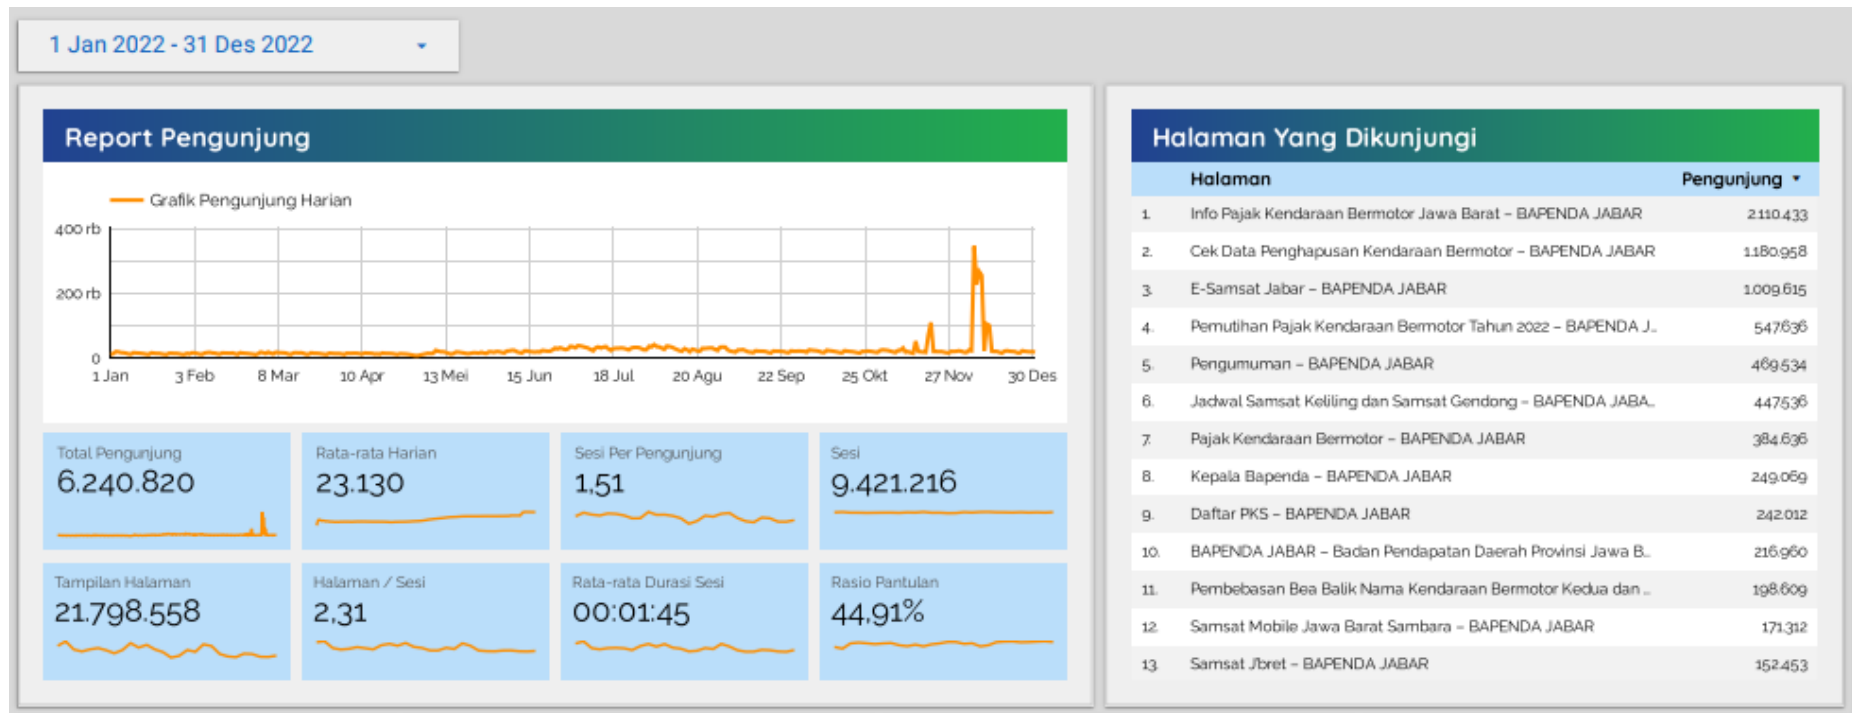 1 Jan 2022 - 31 Des 2022
Report Pengunjung
Grafik Pengunjung Harian
400 rb
200 rb
0
1 Jan 3 Feb 8 Mar 10 Apr 13 Mei 15 Jun 18 Jul 20 Agu 22 Sep 25 Okt 27 Nov 30 Des
Total Pengunjung
6.240.820
Rata-rata Harian
23.130
Sesi Per Pengunjung
1,51
Sesi
9.421.216
Tampilan Halaman
21.798.558
Halaman / Sesi
2,31
Rata-rata Durasi Sesi
00:01:45
Rasio Pantulan
44,91%
Halaman Yang Dikunjungi
Halaman Pengunjung
1. Info Pajak Kendaraan Bermotor Jawa Barat – BAPENDA JABAR 2.110.433
2. Cek Data Penghapusan Kendaraan Bermotor – BAPENDA JABAR 1.180.958
3. E-Samsat Jabar – BAPENDA JABAR 1.009.615
4. Pemutihan Pajak Kendaraan Bermotor Tahun 2022 – BAPENDA J... 547.636
5. Pengumuman – BAPENDA JABAR 469.534
6. Jadwal Samsat Keliling dan Samsat Gendong – BAPENDA JABA... 447.536
7. Pajak Kendaraan Bermotor – BAPENDA JABAR 384.636
8. Kepala Bapenda – BAPENDA JABAR 249.069
9. Daftar PKS – BAPENDA JABAR 242.012
10. BAPENDA JABAR – Badan Pendapatan Daerah Provinsi Jawa B... 216.960
11. Pembebasan Bea Balik Nama Kendaraan Bermotor Kedua dan ... 198.609
12. Samsat Mobile Jawa Barat Sambara – BAPENDA JABAR 171.312
13. Samsat J'bret – BAPENDA JABAR 152.453